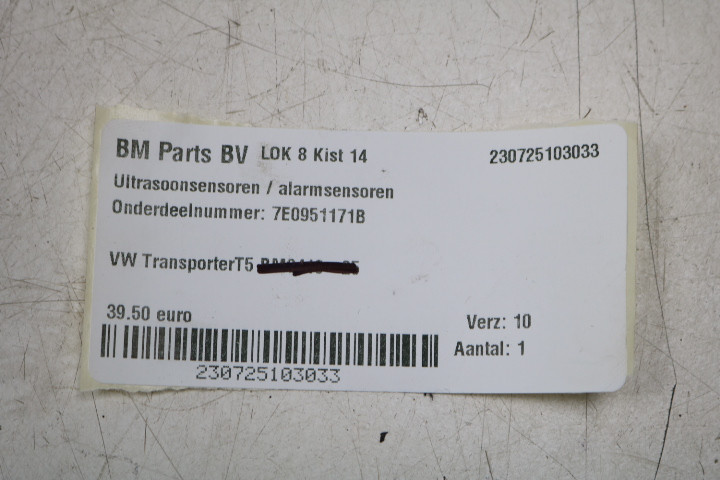 BM Parts BV LOK 8 Kist 14 230725103033
Ultrasoonsensoren / alarmsensoren
Onderdeelnummer: 7E0951171B
VW TransporterT5
39.50 euro
Verz: 10
Aantal: 1
230725103033